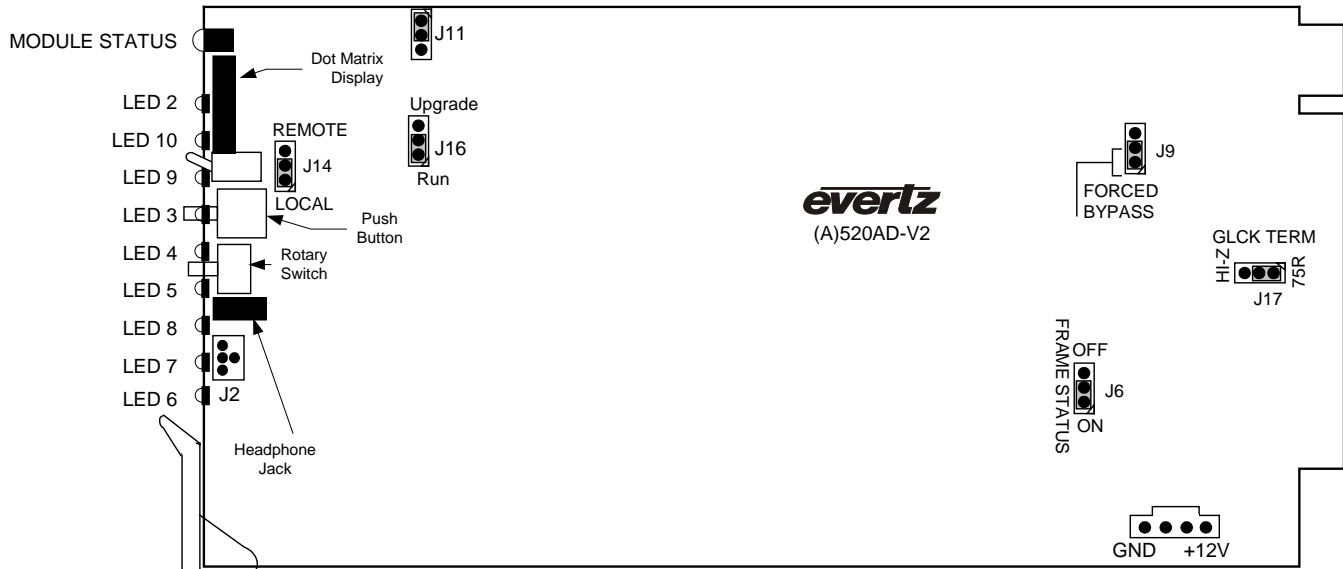 MODULE STATUS
J11
Dot Matrix
Display
LED 2
Upgrade
LED 10
REMOTE
J16
J14
J9
LED 9
Run
LOCAL
FORCED
BYPASS
LED 3
Push
Button
evertz
(A)520AD-V2
LED 4
Rotary
Switch
GLCK TERM
HI-Z
75R
J17
LED 5
LED 8
FRAME STATUS
OFF
J6
ON
LED 7
J2
LED 6
Headphone
Jack
GND +12V